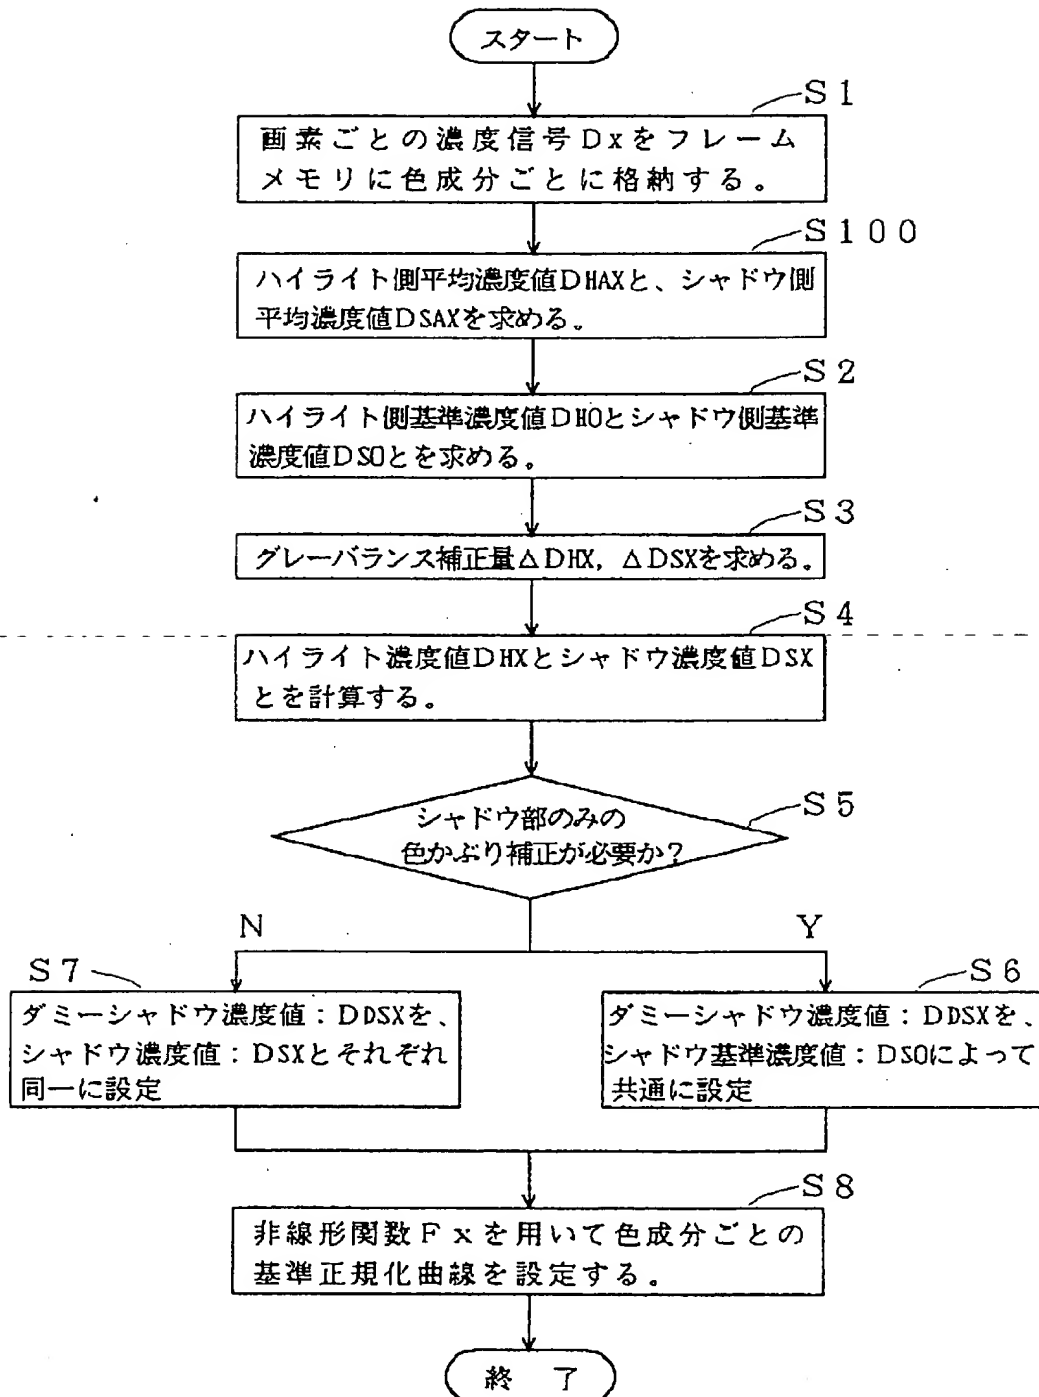 スタート
S1
画素ごとの濃度信号Dxをフレーム
メモリに色成分ごとに格納する。
S100
ハイライト側平均濃度値DHAXと、シャドウ側
平均濃度値DSAXを求める。
S2
ハイライト側基準濃度値DHOとシャドウ側基準
濃度値DSOとを求める。
S3
グレーバランス補正量△DHX,△DSXを求める。
S4
ハイライト濃度値DHXとシャドウ濃度値DSX
とを計算する。
S5
シャドウ部のみの
色かぶり補正が必要か?
N
Y
S7
ダミーシャドウ濃度値:DDSXを、
シャドウ濃度値:DSXとそれぞれ
同一に設定
S6
ダミーシャドウ濃度値:DDSXを、
シャドウ基準濃度値:DSOによって
共通に設定
S8
非線形関数Fxを用いて色成分ごとの
基準正規化曲線を設定する。
終 了